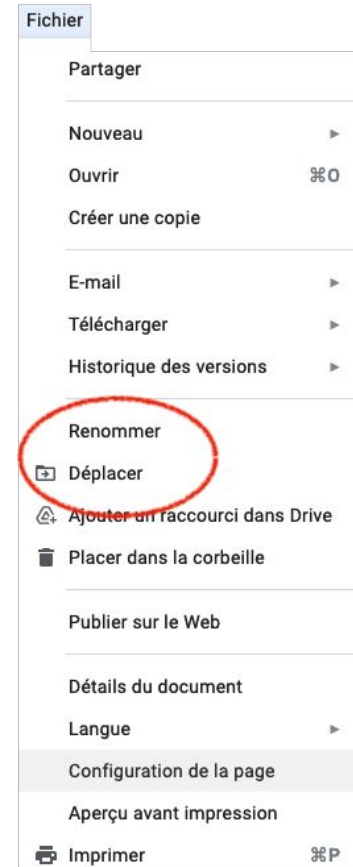 Fichier
Partager
Nouveau
Ouvrir ⌘O
Créer une copie
E-mail
Télécharger
Historique des versions
Renommer
Déplacer
Ajouter un raccourci dans Drive
Placer dans la corbeille
Publier sur le Web
Détails du document
Langue
Configuration de la page
Aperçu avant impression
Imprimer ⌘P